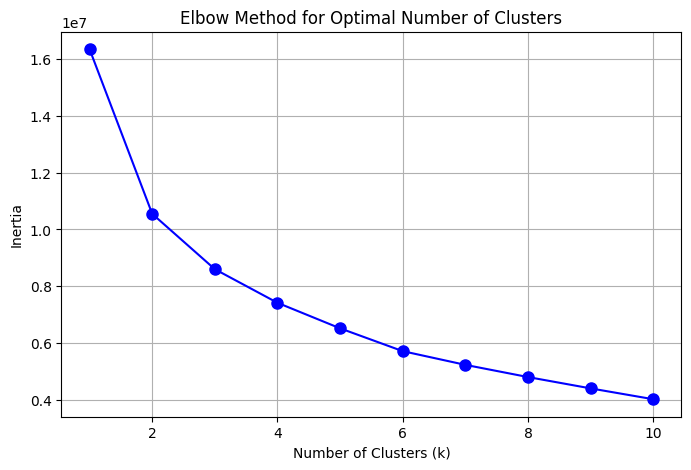 Elbow Method for Optimal Number of Clusters
1e7
1.6
1.4
1.2
1.0
0.8
0.6
0.4
Inertia
2 4 6 8 10
Number of Clusters (k)